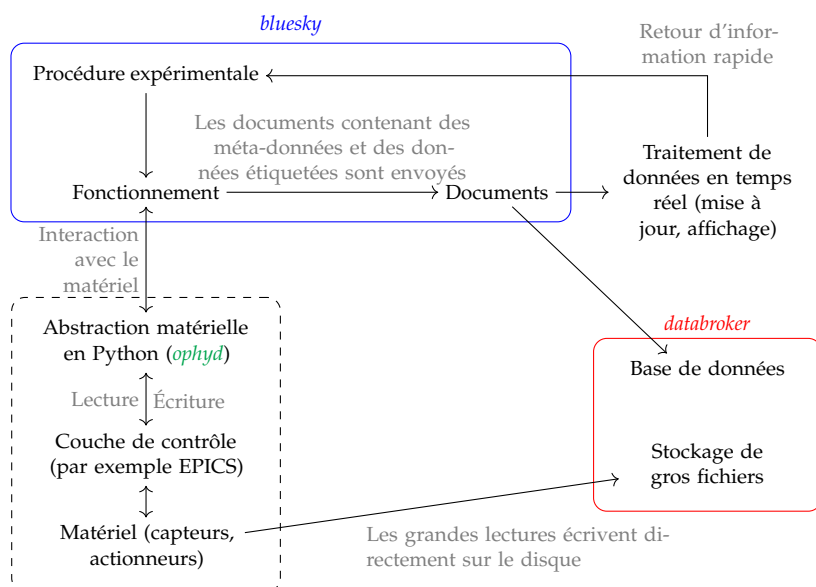 bluesky
Retour d'infor-
mation rapide
Procédure expérimentale
Les documents contenant des
méta-données et des don-
nées étiquetées sont envoyés
Traitement de
données en temps
réel (mise à
jour, affichage)
Fonctionnement
Documents
Interaction
avec le
matériel
Abstraction matérielle
en Python (ophyd)
databroker
Base de données
Lecture
Écriture
Couche de contrôle
(par exemple EPICS)
Stockage de
gros fichiers
Matériel (capteurs,
actionneurs)
Les grandes lectures écrivent di-
rectement sur le disque